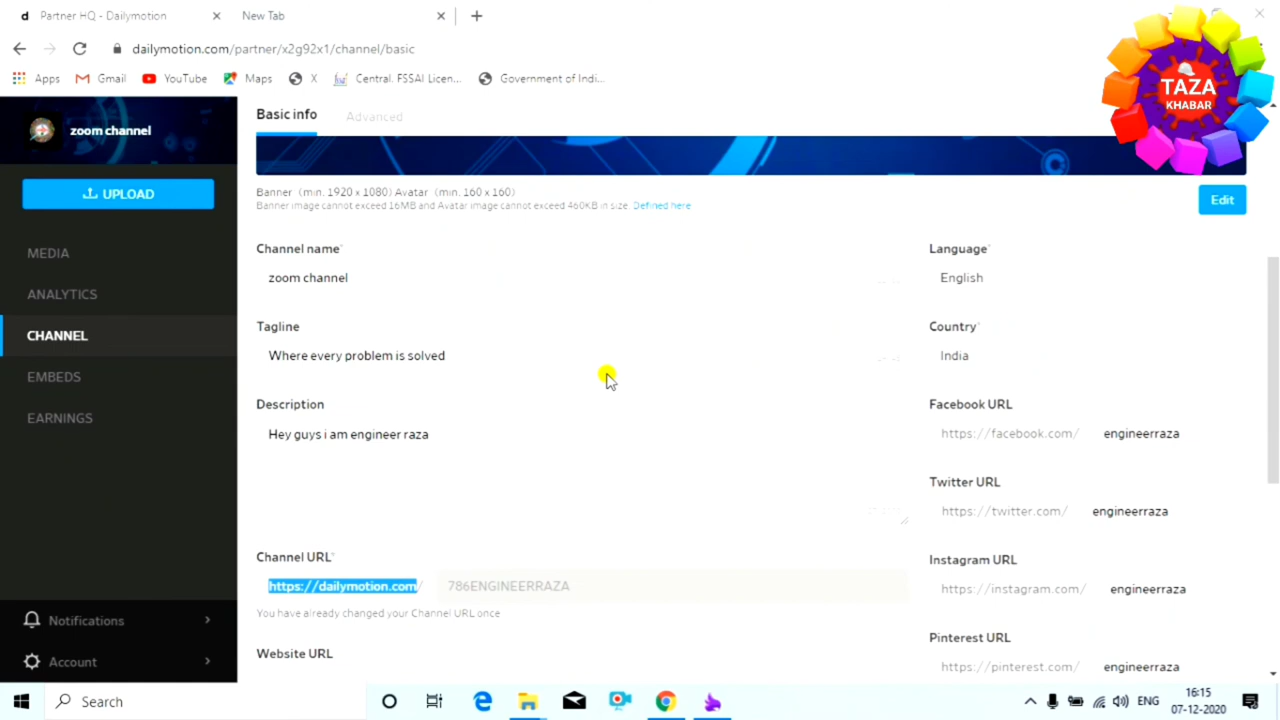 Partner HQ - Dailymotion
New Tab
dailymotion.com/partner/x2g92x1/channel/basic
Apps
Gmail
YouTube
Maps
X
Central. FSSAI Licen...
Government of Indi...
TAZA
KHABAR
zoom channel
UPLOAD
MEDIA
ANALYTICS
CHANNEL
EMBEDS
EARNINGS
Notifications
Account
Basic info
Advanced
Banner (min. 1920 x 1080) Avatar (min. 160 x 160)
Banner image cannot exceed 16MB and Avatar image cannot exceed 460KB in size. Defined here
Edit
Channel name*
zoom channel
Tagline
Where every problem is solved
Description
Hey guys i am engineer raza
Channel URL*
https://dailymotion.com/ 786ENGINEERRAZA
You have already changed your Channel URL once
Website URL
Language*
English
Country*
India
Facebook URL
https://facebook.com/ engineerraza
Twitter URL
https://twitter.com/ engineerraza
Instagram URL
https://instagram.com/ engineerraza
Pinterest URL
https://pinterest.com/ engineerraza
Search
ENG
16:15
07-12-2020